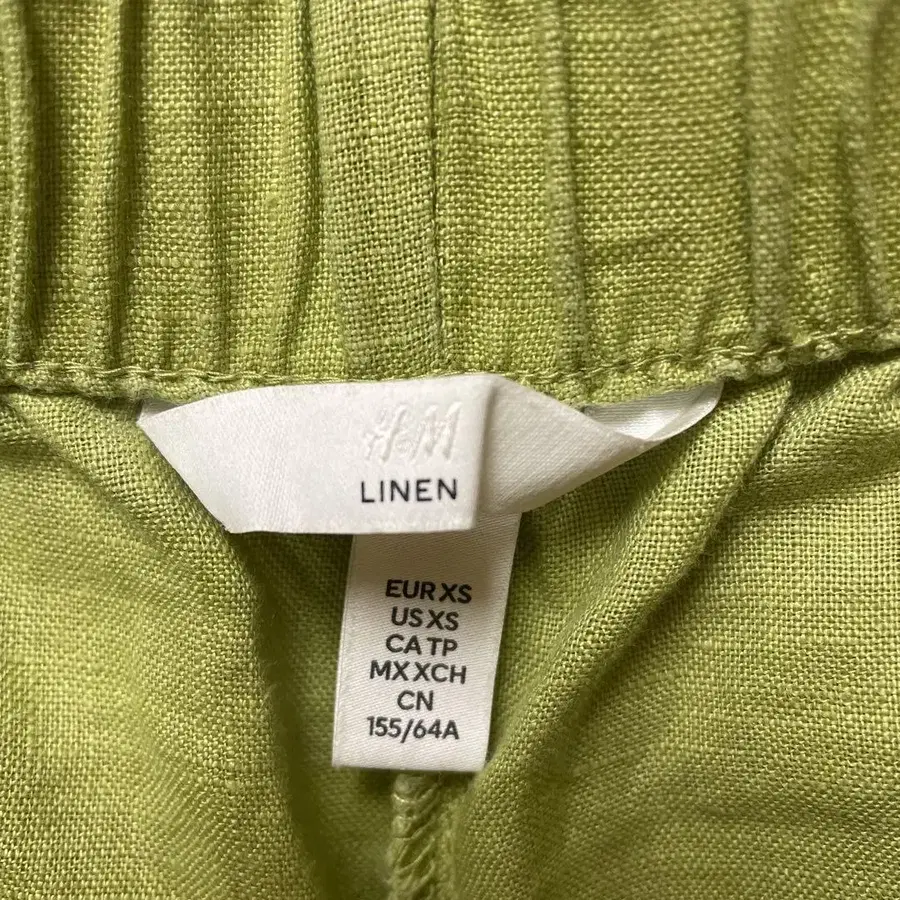 H&M
LINEN
EUR XS
US XS
CA TP
MX XCH
CN
155/64A